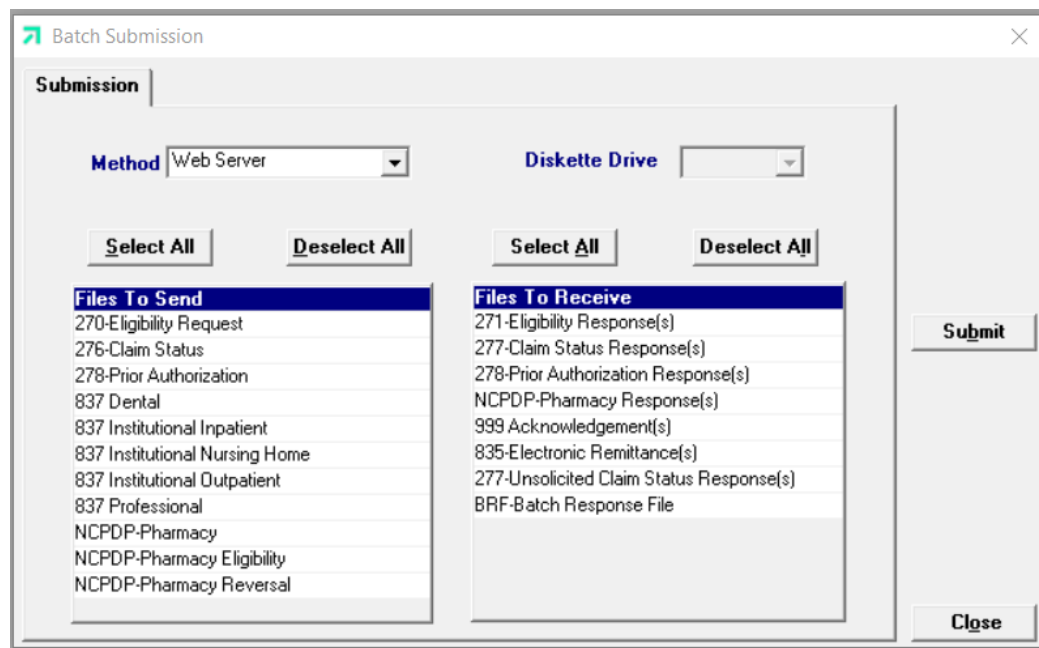 Batch Submission
Submission
Method Web Server
Diskette Drive
Select All
Deselect All
Select All
Deselect All
Files To Send
270-Eligibility Request
276-Claim Status
278-Prior Authorization
837 Dental
837 Institutional Inpatient
837 Institutional Nursing Home
837 Institutional Outpatient
837 Professional
NCPDP-Pharmacy
NCPDP-Pharmacy Eligibility
NCPDP-Pharmacy Reversal
Files To Receive
271-Eligibility Response(s)
277-Claim Status Response(s)
278-Prior Authorization Response(s)
NCPDP-Pharmacy Response(s)
999 Acknowledgement(s)
835-Electronic Remittance(s)
277-Unsolicited Claim Status Response(s)
BRF-Batch Response File
Submit
Close